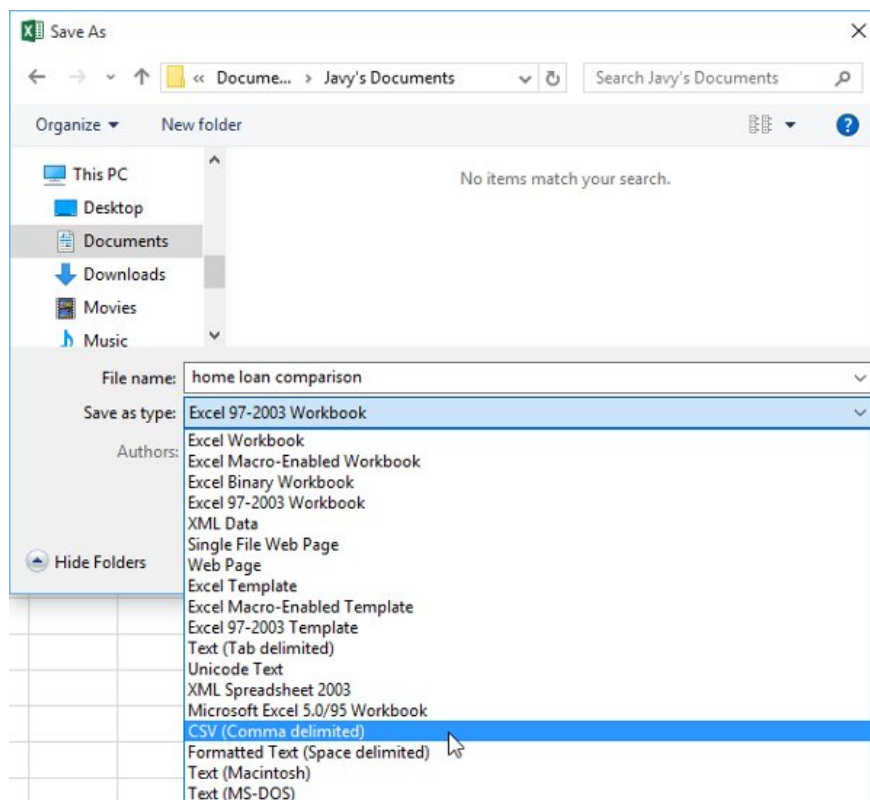 Save As
« Docume... › Javy's Documents
Search Javy's Documents
Organize
New folder
This PC
Desktop
Documents
Downloads
Movies
Music
No items match your search.
File name: home loan comparison
Save as type: Excel 97-2003 Workbook
Authors:
Excel Workbook
Excel Macro-Enabled Workbook
Excel Binary Workbook
Excel 97-2003 Workbook
XML Data
Single File Web Page
Web Page
Excel Template
Excel Macro-Enabled Template
Excel 97-2003 Template
Text (Tab delimited)
Unicode Text
XML Spreadsheet 2003
Microsoft Excel 5.0/95 Workbook
CSV (Comma delimited)
Formatted Text (Space delimited)
Text (Macintosh)
Text (MS-DOS)
Hide Folders